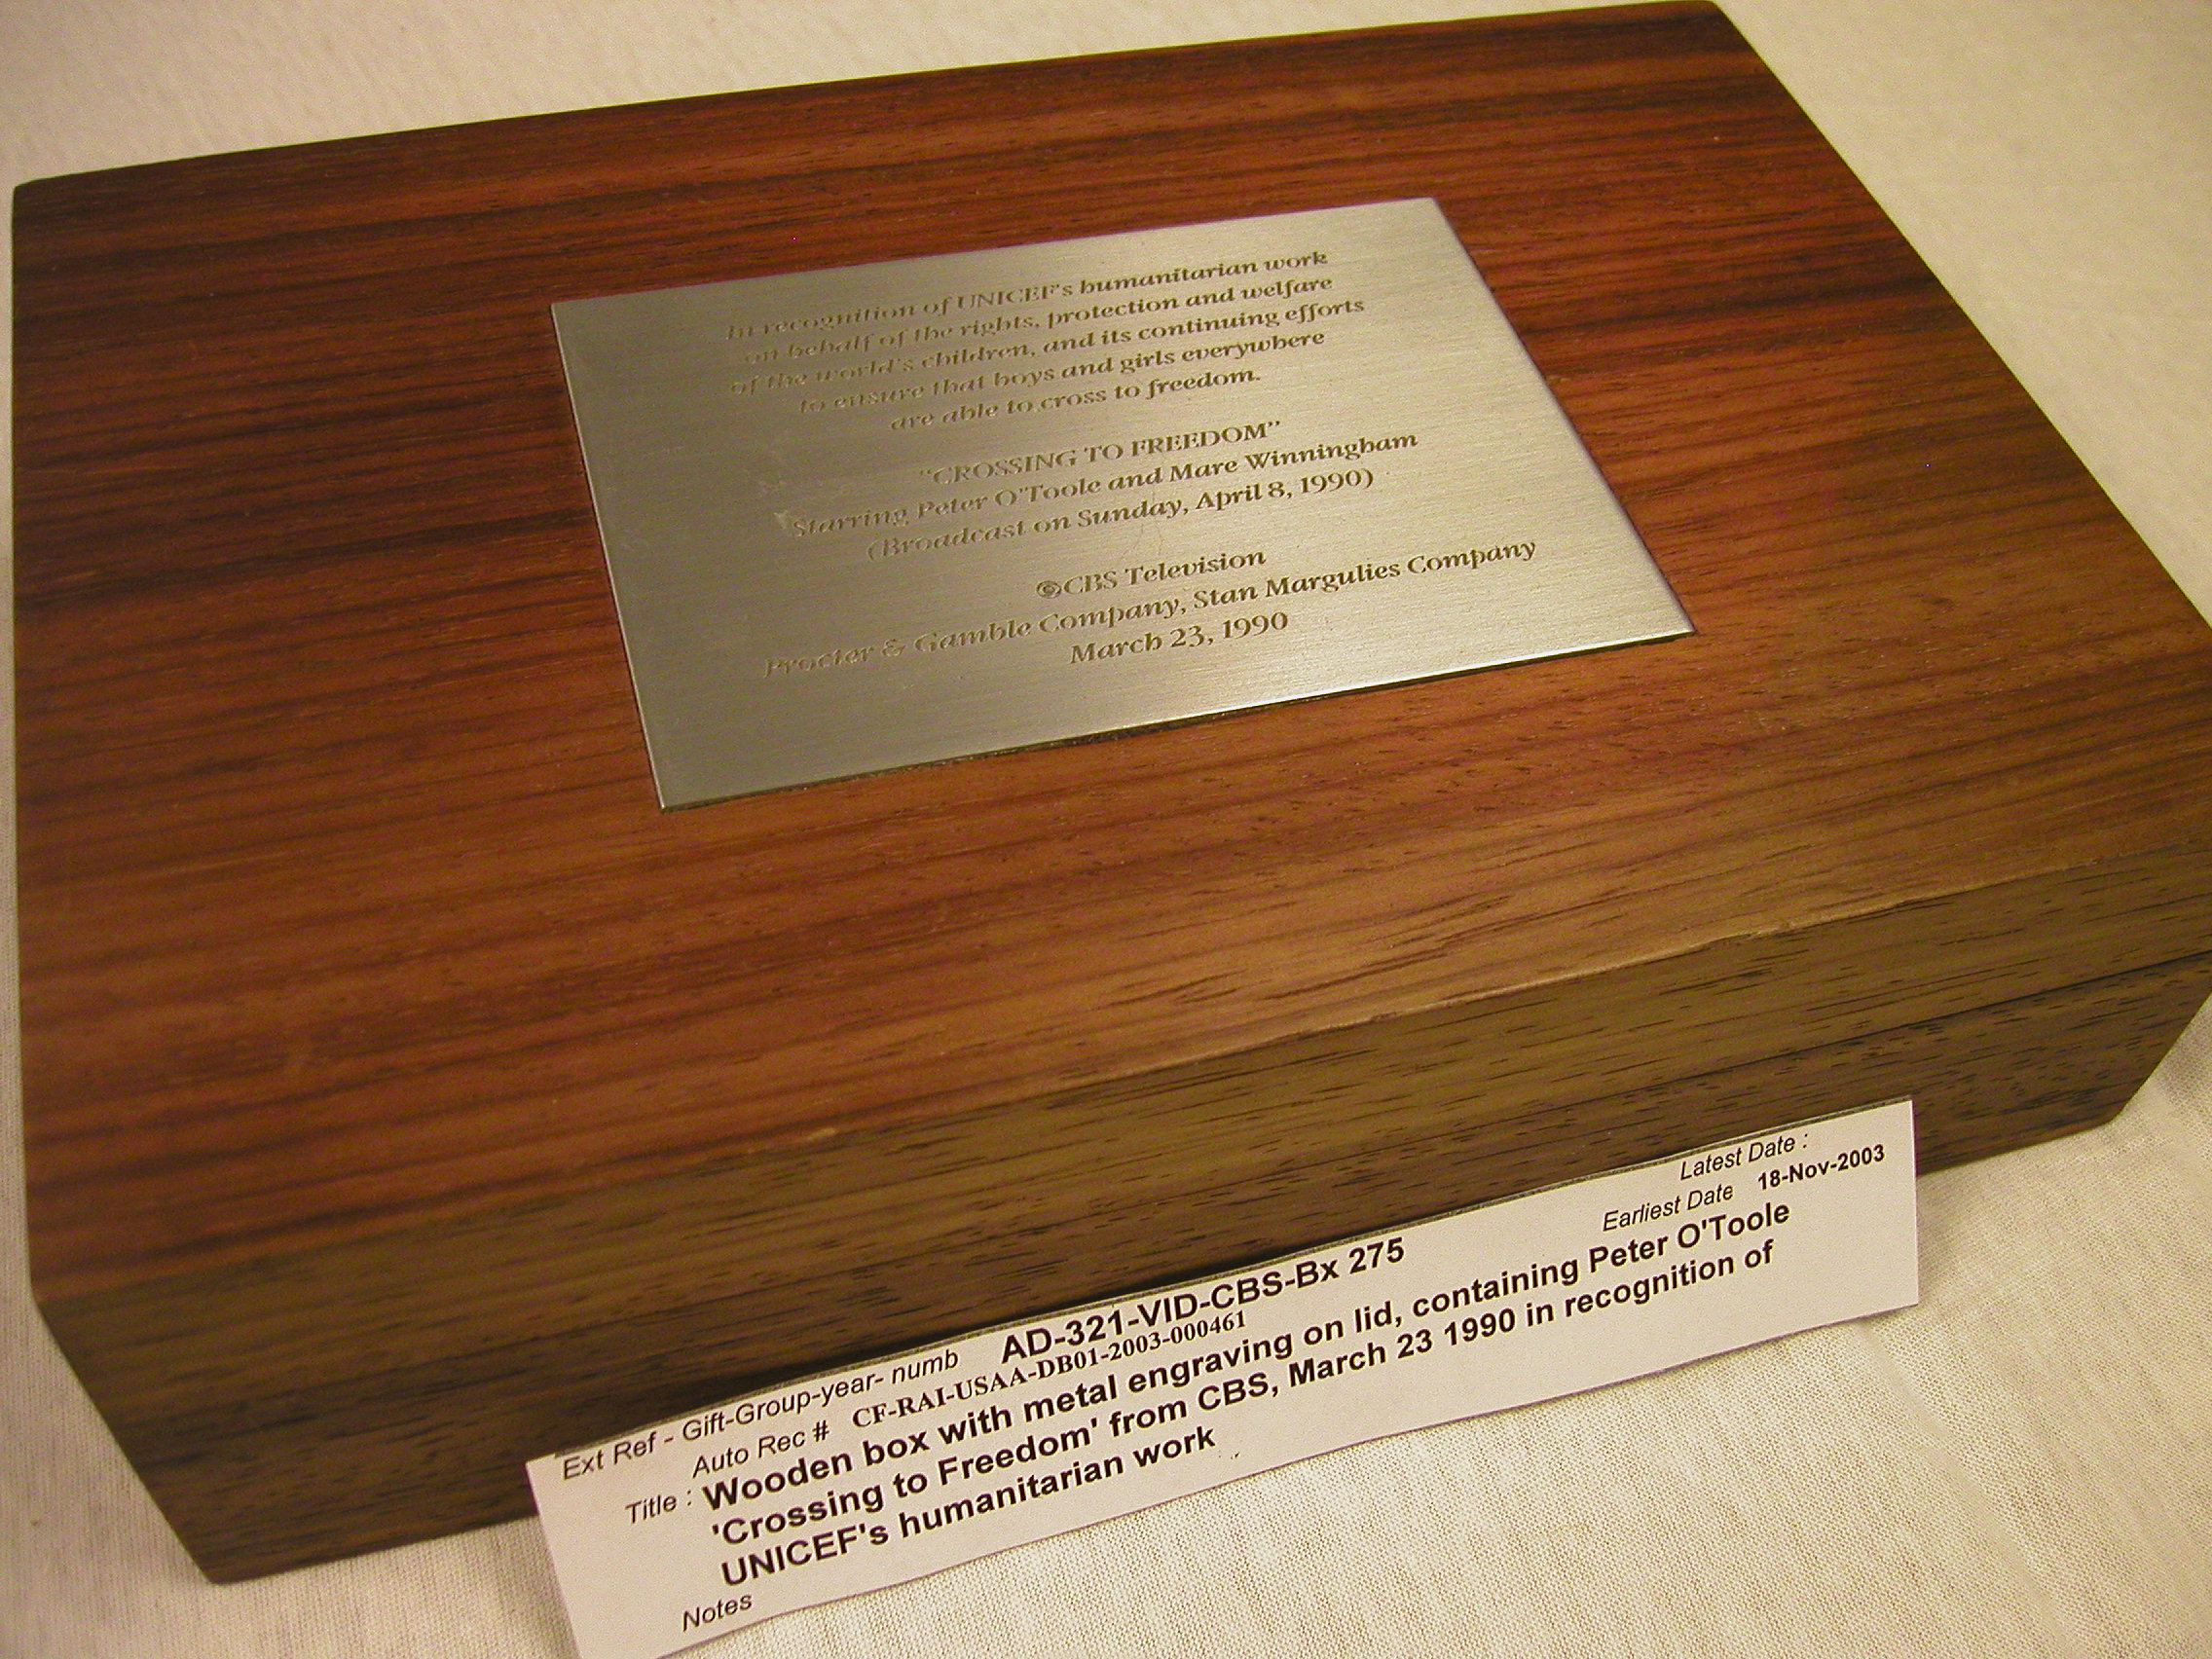 In recognition of UNICEF's humanitarian work
on behalf of the rights, protection and welfare
of the world's children, and its continuing efforts
to ensure that boys and girls everywhere
are able to cross to freedom.
"CROSSING TO FREEDOM"
Starring Peter O'Toole and Mare Winningham
(Broadcast on Sunday, April 8, 1990)
©CBS Television
Procter & Gamble Company, Stan Margulies Company
March 23, 1990
Latest Date :
Earliest Date 18-Nov-2003
Ext Ref - Gift-Group-year- numb AD-321-VID-CBS-Bx 275
Auto Rec # CF-RAI-USAA-DB01-2003-000461
Title : Wooden box with metal engraving on lid, containing Peter O'Toole
'Crossing to Freedom' from CBS, March 23 1990 in recognition of
UNICEF's humanitarian work
Notes